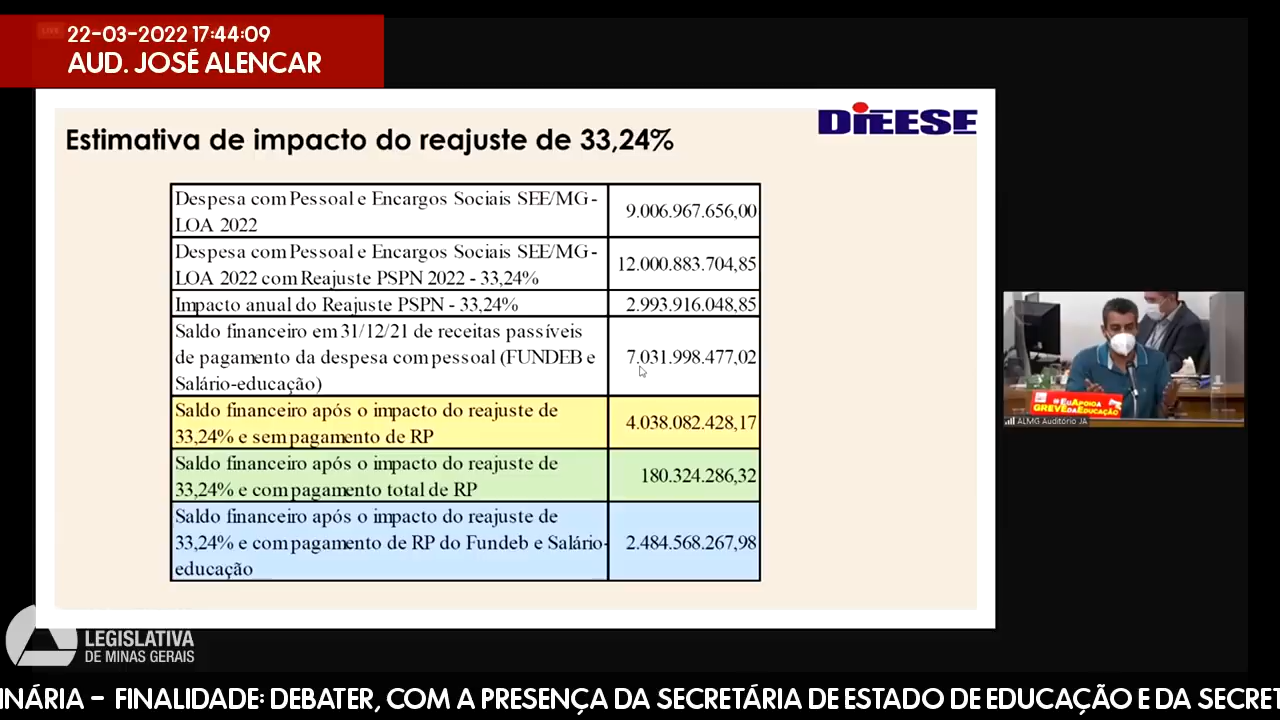 LIVE
22-03-2022 17:44:09
AUD. JOSÉ ALENCAR
DIEESE
Estimativa de impacto do reajuste de 33,24%
Despesa com Pessoal e Encargos Sociais SEE/MG -
LOA 2022
9.006.967.656,00
Despesa com Pessoal e Encargos Sociais SEE/MG -
LOA 2022 com Reajuste PSPN 2022 - 33,24%
12.000.883.704,85
Impacto anual do Reajuste PSPN - 33,24%
2.993.916.048,85
Saldo financeiro em 31/12/21 de receitas passíveis
de pagamento da despesa com pessoal (FUNDEB e
Salário-educação)
7.031.998.477,02
Saldo financeiro após o impacto do reajuste de
33,24% e sem pagamento de RP
4.038.082.428,17
Saldo financeiro após o impacto do reajuste de
33,24% e com pagamento total de RP
180.324.286,32
Saldo financeiro após o impacto do reajuste de
33,24% e com pagamento de RP do Fundeb e Salário-
educação
2.484.568.267,98
#EuApoia
GREVE DA EDUCAÇÃO
ALMG Auditório JA
LEGISLATIVA
DE MINAS GERAIS
INÁRIA – FINALIDADE: DEBATER, COM A PRESENÇA DA SECRETÁRIA DE ESTADO DE EDUCAÇÃO E DA SECRET